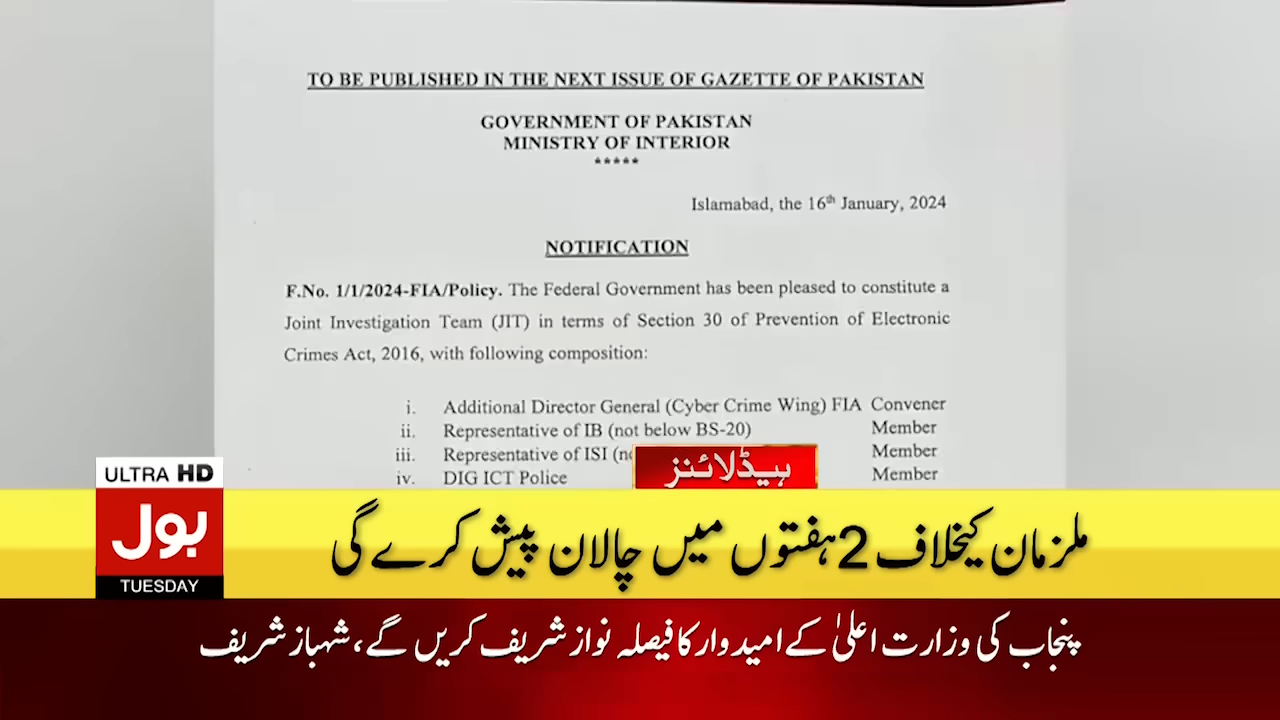 TO BE PUBLISHED IN THE NEXT ISSUE OF GAZETTE OF PAKISTAN
GOVERNMENT OF PAKISTAN
MINISTRY OF INTERIOR
*****
Islamabad, the 16th January, 2024
NOTIFICATION
F.No. 1/1/2024-FIA/Policy. The Federal Government has been pleased to constitute a
Joint Investigation Team (JIT) in terms of Section 30 of Prevention of Electronic
Crimes Act, 2016, with following composition:
i. Additional Director General (Cyber Crime Wing) FIA Convener
ii. Representative of IB (not below BS-20) Member
iii. Representative of ISI Member
iv. DIG ICT Police Member
ہیڈلائنز
ULTRA HD
بول
TUESDAY
ملزمان کیخلاف 2 ہفتوں میں چالان پیش کرے گی
پنجاب کی وزارت اعلیٰ کے امیدوار کا فیصلہ نواز شریف کریں گے، شہباز شریف